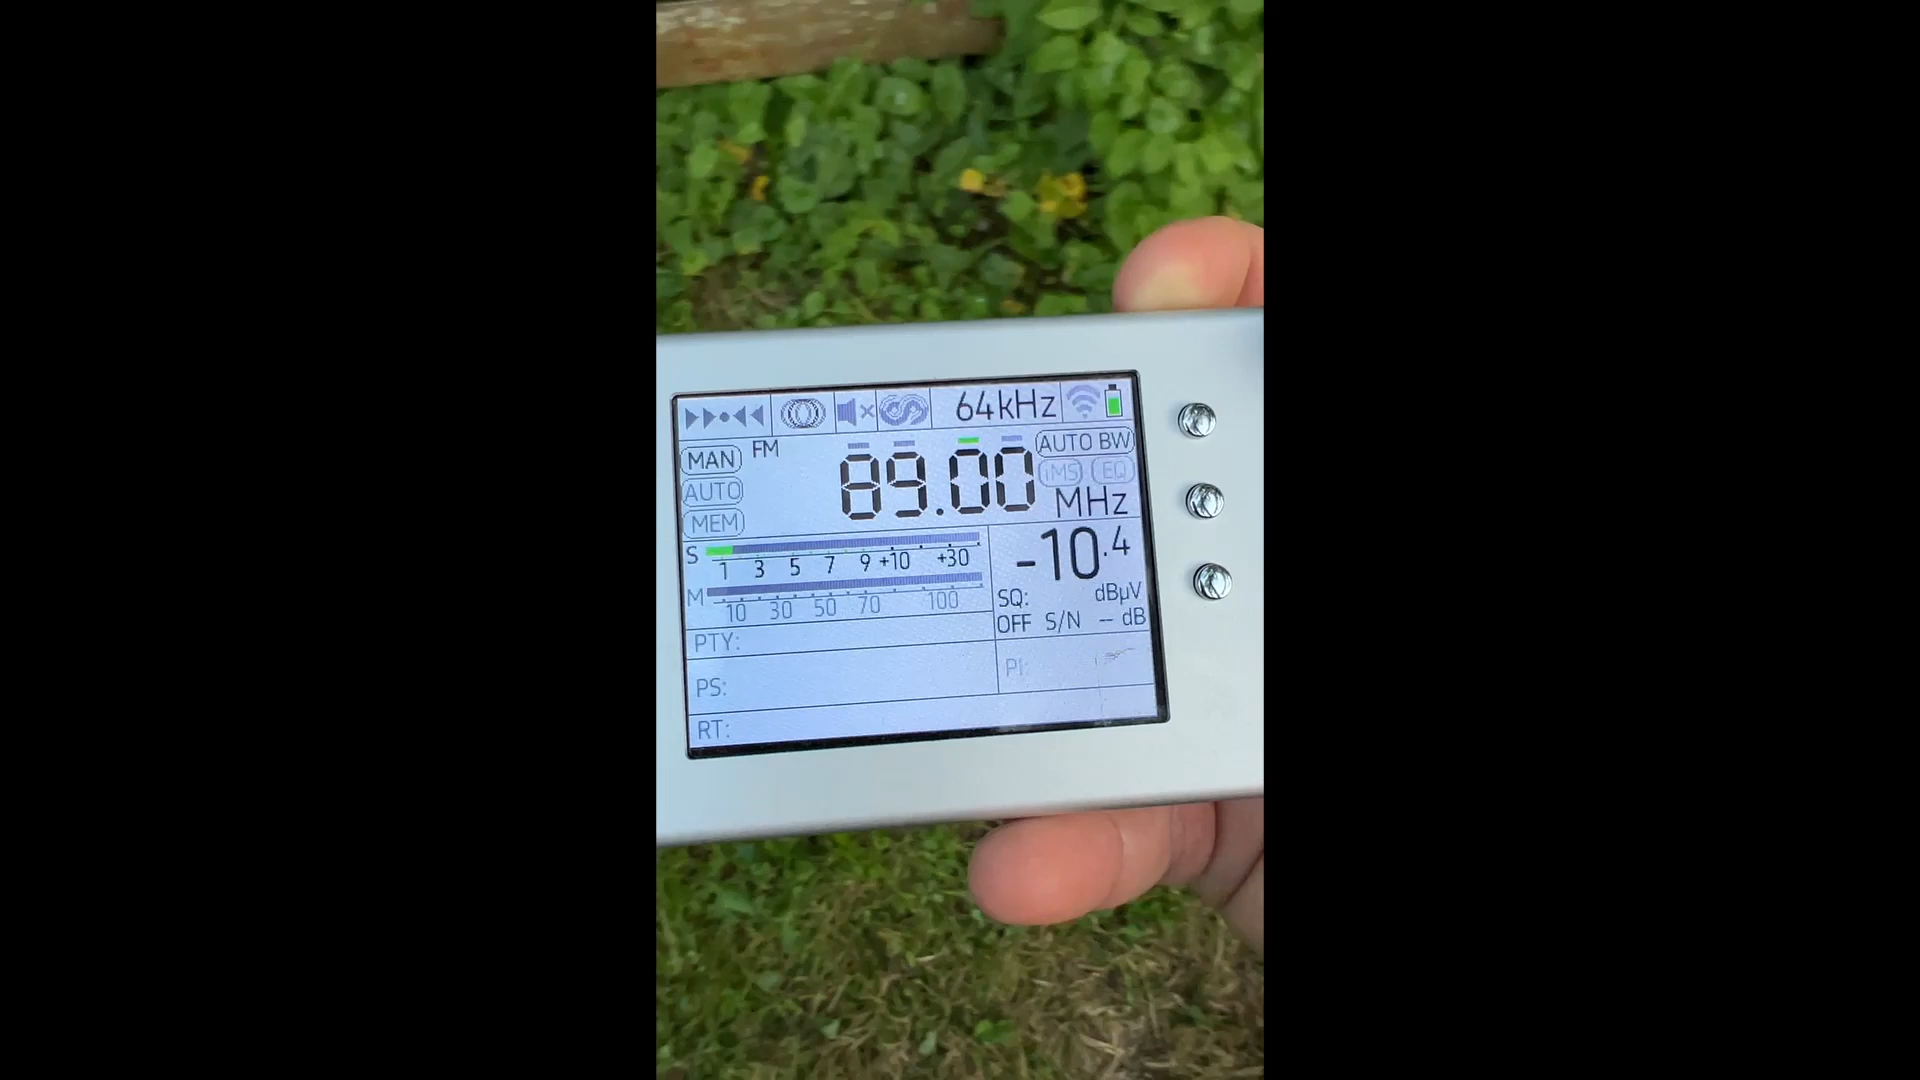 64kHz
FM
AUTO BW
MAN
89.00
iMS
EQ
AUTO
MHz
MEM
S
1 3 5 7 9 +10 +30
-10.4
M
10 30 50 70 100
SQ:
dBµV
OFF S/N -- dB
PTY:
PI:
PS:
RT: